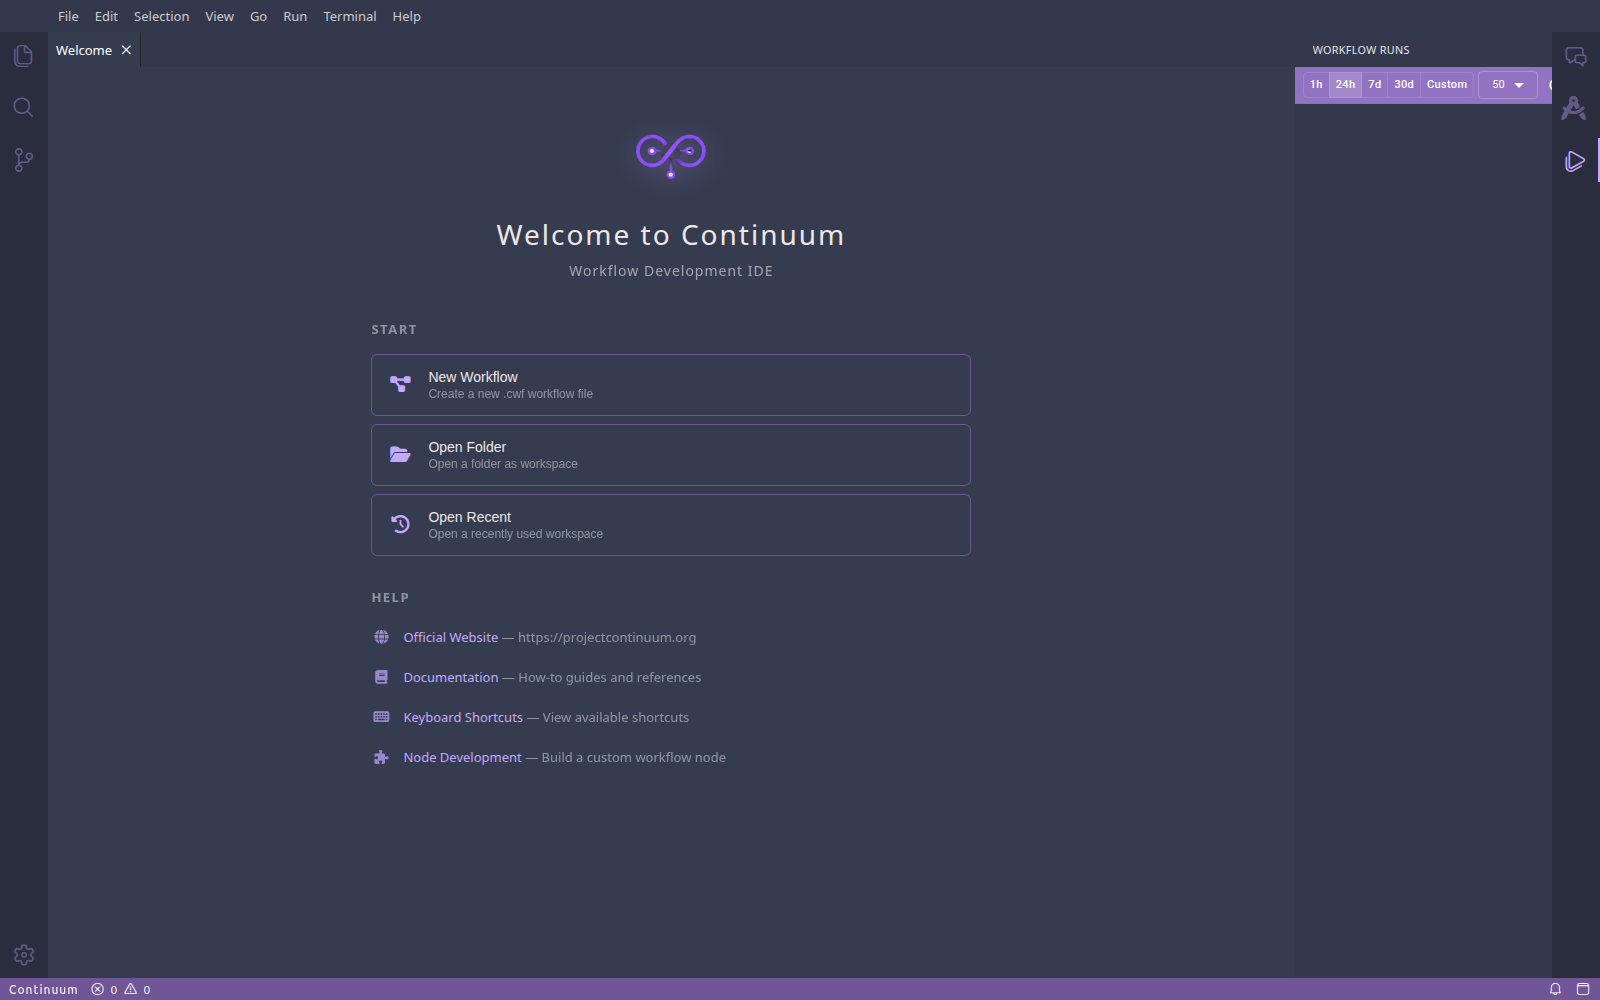 File Edit Selection View Go Run Terminal Help
Welcome
WORKFLOW RUNS
1h 24h 7d 30d Custom 50
Welcome to Continuum
Workflow Development IDE
START
New Workflow
Create a new .cwf workflow file
Open Folder
Open a folder as workspace
Open Recent
Open a recently used workspace
HELP
Official Website — https://projectcontinuum.org
Documentation — How-to guides and references
Keyboard Shortcuts — View available shortcuts
Node Development — Build a custom workflow node
Continuum 0 0